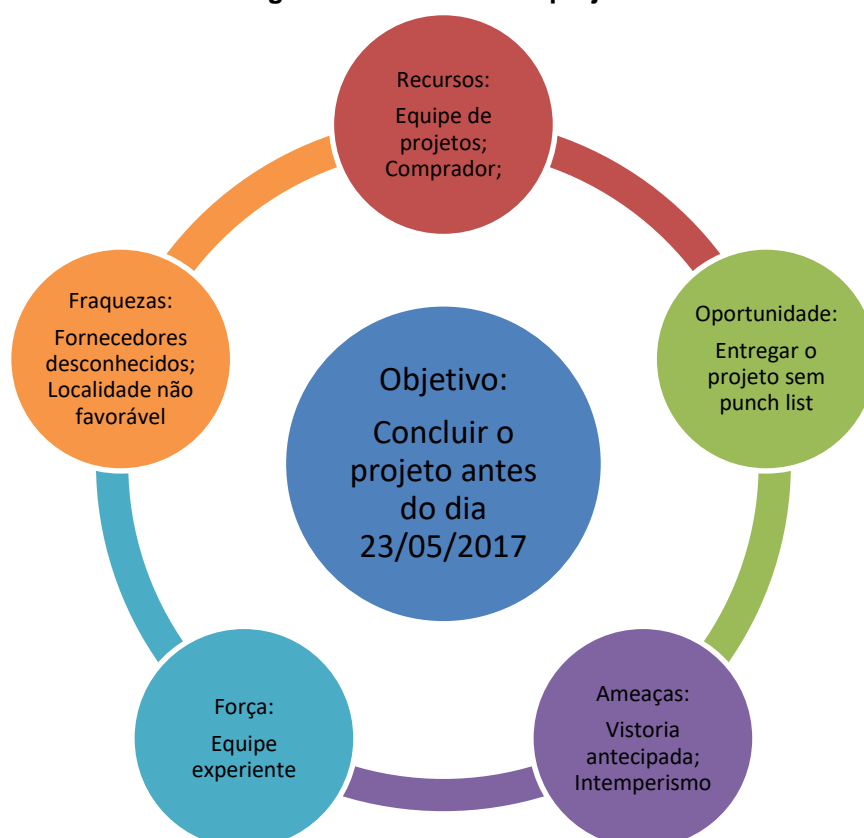 Recursos:
Equipe de
projetos;
Comprador;
Oportunidade:
Entregar o
projeto sem
punch list
Ameaças:
Vistoria
antecipada;
Intemperismo
Força:
Equipe
experiente
Fraquezas:
Fornecedores
desconhecidos;
Localidade não
favorável
Objetivo:
Concluir o
projeto antes
do dia
23/05/2017